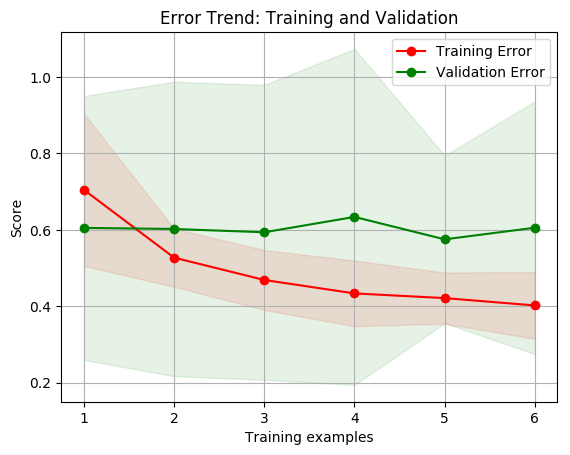 Error Trend: Training and Validation
Training Error
Validation Error
1.0
0.8
0.6
0.4
0.2
Score
1 2 3 4 5 6
Training examples